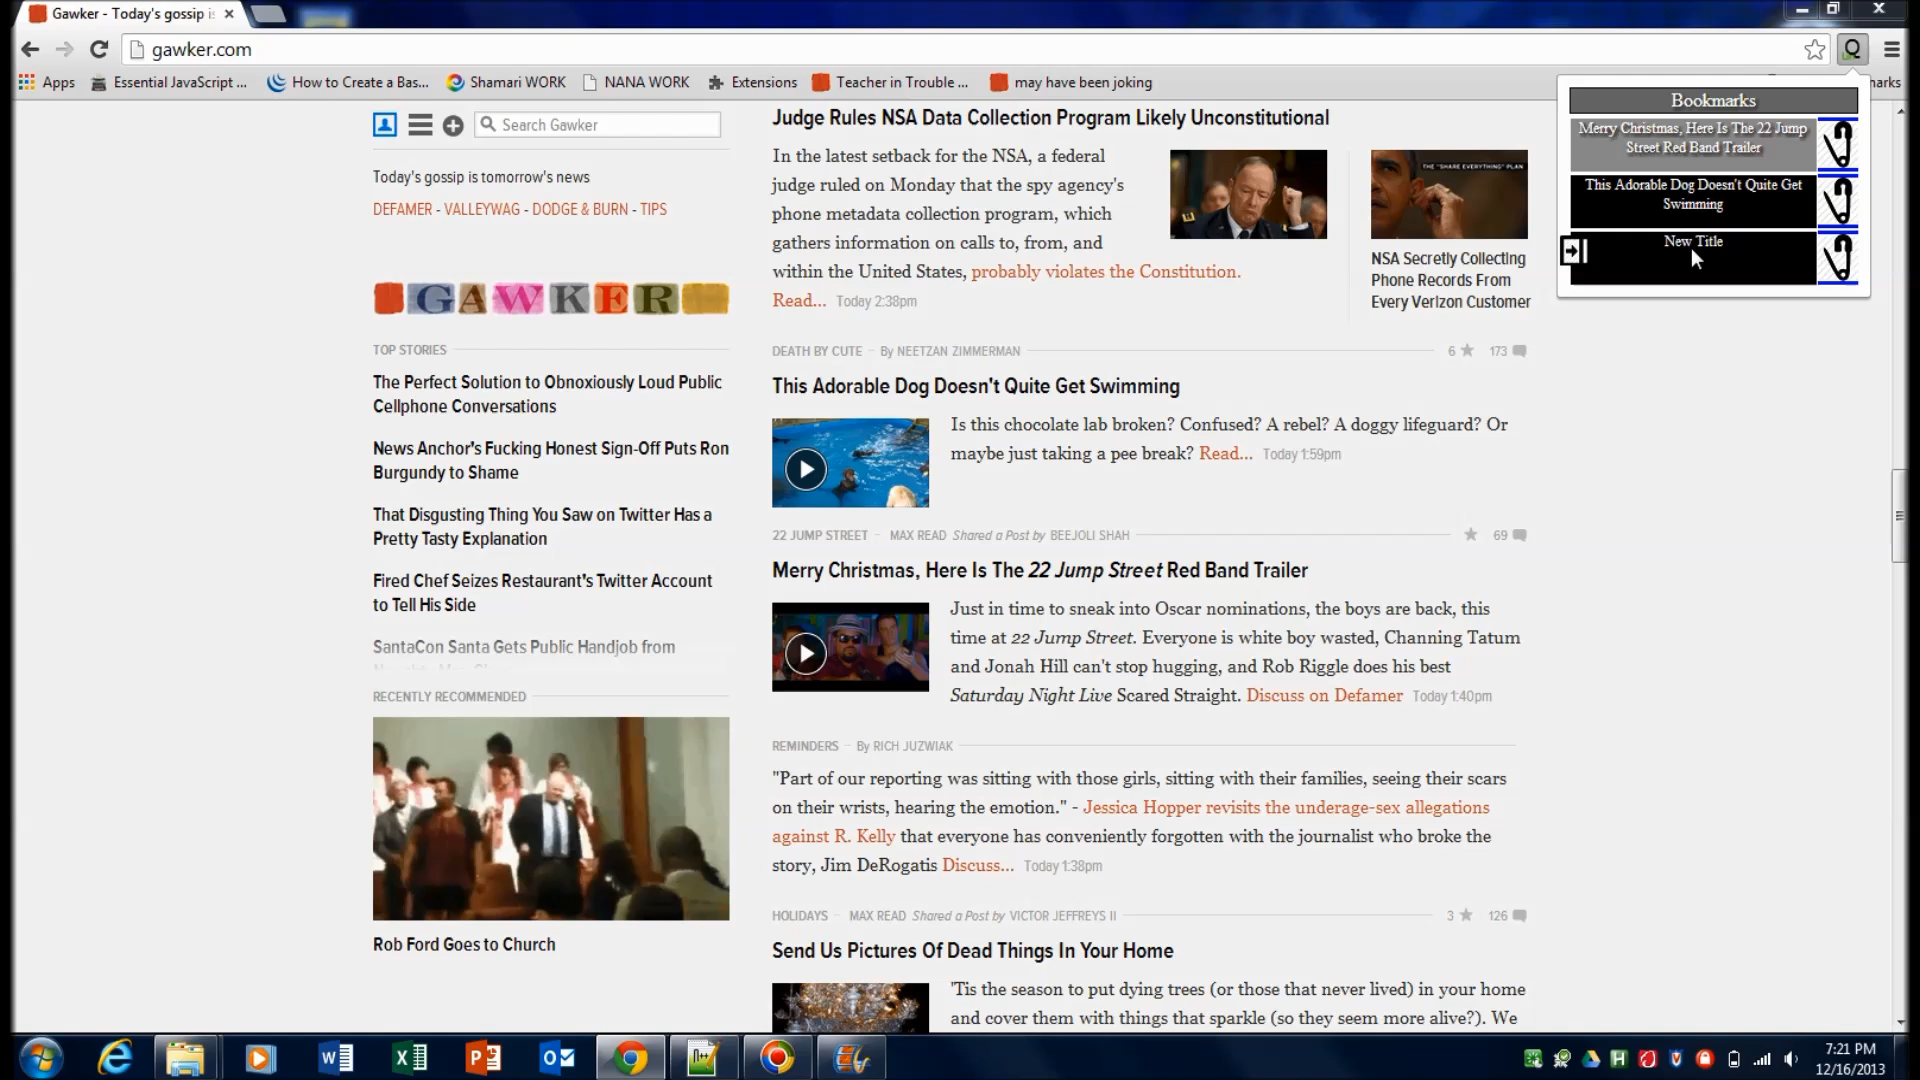 Gawker - Today's gossip is
gawker.com
Apps
Essential JavaScript ...
How to Create a Bas...
Shamari WORK
NANA WORK
Extensions
Teacher in Trouble ...
may have been joking
Search Gawker
Today's gossip is tomorrow's news
DEFAMER - VALLEYWAG - DODGE & BURN - TIPS
GAWKER
TOP STORIES
The Perfect Solution to Obnoxiously Loud Public
Cellphone Conversations
News Anchor's Fucking Honest Sign-Off Puts Ron
Burgundy to Shame
That Disgusting Thing You Saw on Twitter Has a
Pretty Tasty Explanation
Fired Chef Seizes Restaurant's Twitter Account
to Tell His Side
SantaCon Santa Gets Public Handjob from
RECENTLY RECOMMENDED
Rob Ford Goes to Church
Judge Rules NSA Data Collection Program Likely Unconstitutional
In the latest setback for the NSA, a federal
judge ruled on Monday that the spy agency's
phone metadata collection program, which
gathers information on calls to, from, and
within the United States, probably violates the Constitution.
Read... Today 2:38pm
THE "SHARE EVERYTHING" PLAN
NSA Secretly Collecting
Phone Records From
Every Verizon Customer
DEATH BY CUTE - By NEETZAN ZIMMERMAN 6 173
This Adorable Dog Doesn't Quite Get Swimming
Is this chocolate lab broken? Confused? A rebel? A doggy lifeguard? Or
maybe just taking a pee break? Read... Today 1:59pm
22 JUMP STREET - MAX READ Shared a Post by BEEJOLI SHAH 69
Merry Christmas, Here Is The 22 Jump Street Red Band Trailer
Just in time to sneak into Oscar nominations, the boys are back, this
time at 22 Jump Street. Everyone is white boy wasted, Channing Tatum
and Jonah Hill can't stop hugging, and Rob Riggle does his best
Saturday Night Live Scared Straight. Discuss on Defamer Today 1:40pm
REMINDERS - By RICH JUZWIAK
"Part of our reporting was sitting with those girls, sitting with their families, seeing their scars
on their wrists, hearing the emotion." - Jessica Hopper revisits the underage-sex allegations
against R. Kelly that everyone has conveniently forgotten with the journalist who broke the
story, Jim DeRogatis Discuss... Today 1:38pm
HOLIDAYS - MAX READ Shared a Post by VICTOR JEFFREYS II 3 126
Send Us Pictures Of Dead Things In Your Home
'Tis the season to put dying trees (or those that never lived) in your home
and cover them with things that sparkle (so they seem more alive?). We
Q
arks
Bookmarks
Merry Christmas, Here Is The 22 Jump
Street Red Band Trailer
This Adorable Dog Doesn't Quite Get
Swimming
New Title
7:21 PM
12/16/2013